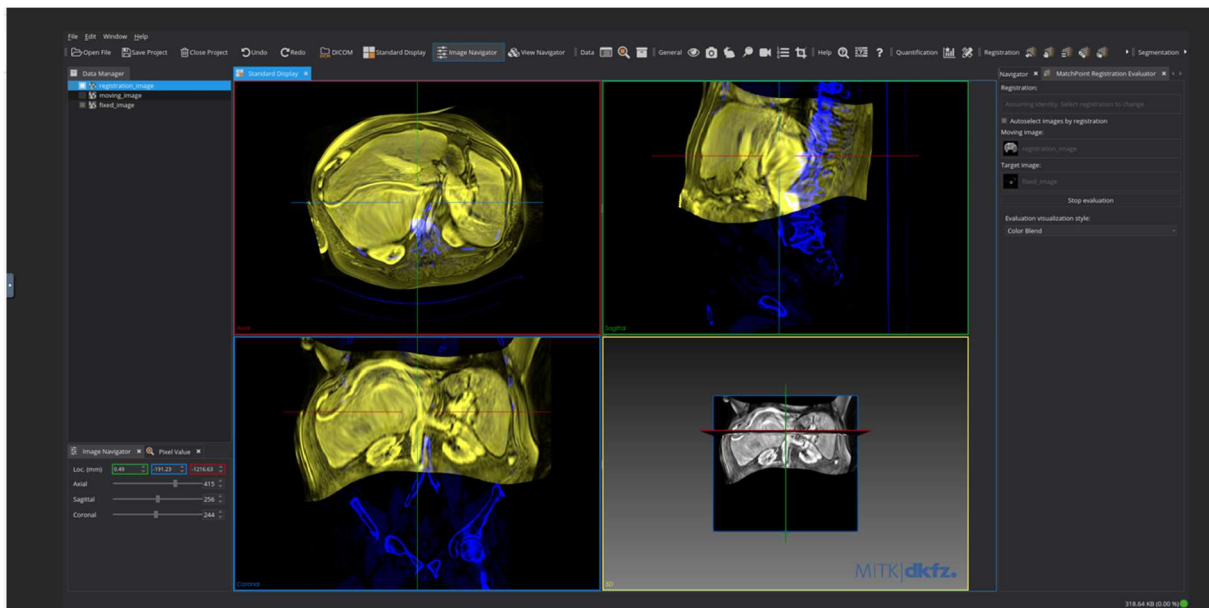 File Edit Window Help
Open File Save Project Close Project Undo Redo DICOM Standard Display Image Navigator View Navigator Data General Help Quantification Registration Segmentation
Data Manager
registration_image
moving_image
fixed_image
Standard Display
Axial
Sagittal
Coronal
3D
MITK dkfz.
Navigator MatchPoint Registration Evaluator
Registration:
Assuming identity. Select registration to change.
Autoselect images by registration
Moving image:
registration_image
Target image:
fixed_image
Stop evaluation
Evaluation visualization style:
Color Blend
Image Navigator Pixel Value
Loc. (mm) 0.49 -191.23 -1216.63
Axial 415
Sagittal 256
Coronal 244
318.64 KB (0.00 %)